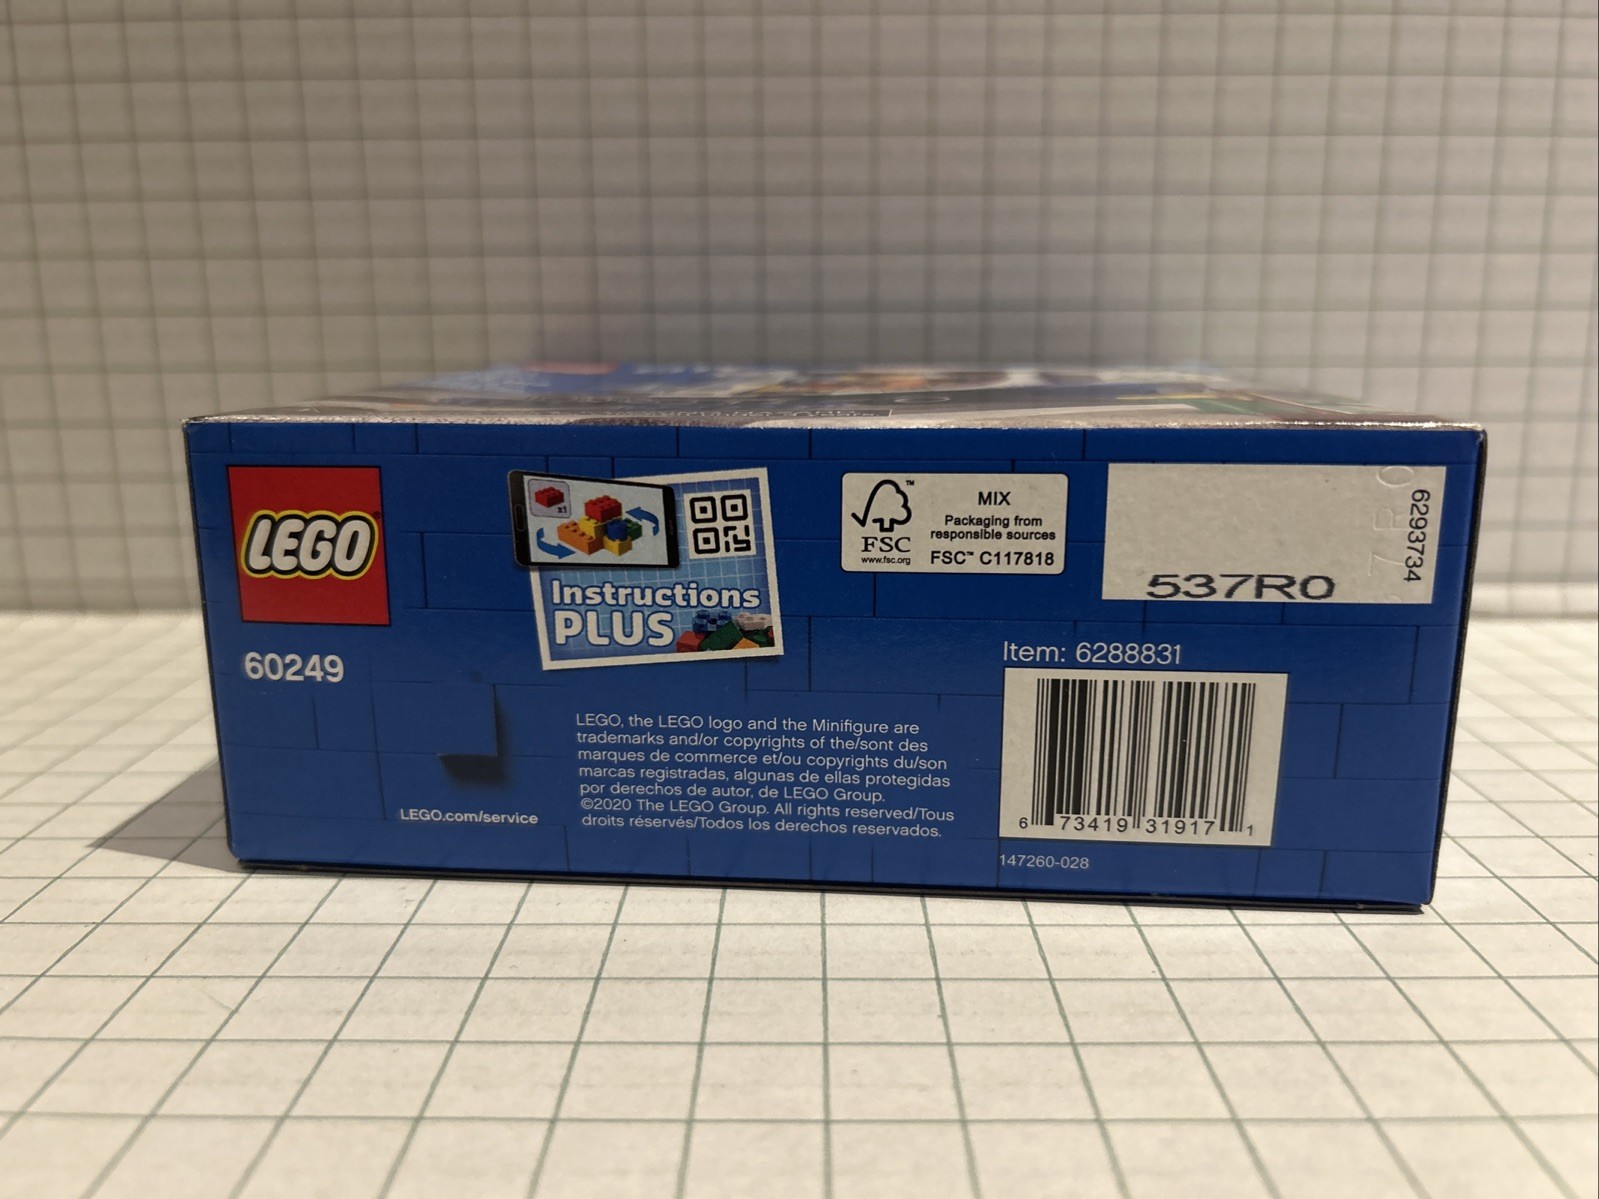 LEGO
60249
x1
Instructions
PLUS
LEGO.com/service
LEGO, the LEGO logo and the Minifigure are
trademarks and/or copyrights of the/sont des
marques de commerce et/ou copyrights du/son
marcas registradas, algunas de ellas protegidas
por derechos de autor, de LEGO Group.
©2020 The LEGO Group. All rights reserved/Tous
droits réservés/Todos los derechos reservados.
FSC
www.fsc.org
MIX
Packaging from
responsible sources
FSC™ C117818
537R0
6293734
Item: 6288831
6 73419 31917 1
147260-028